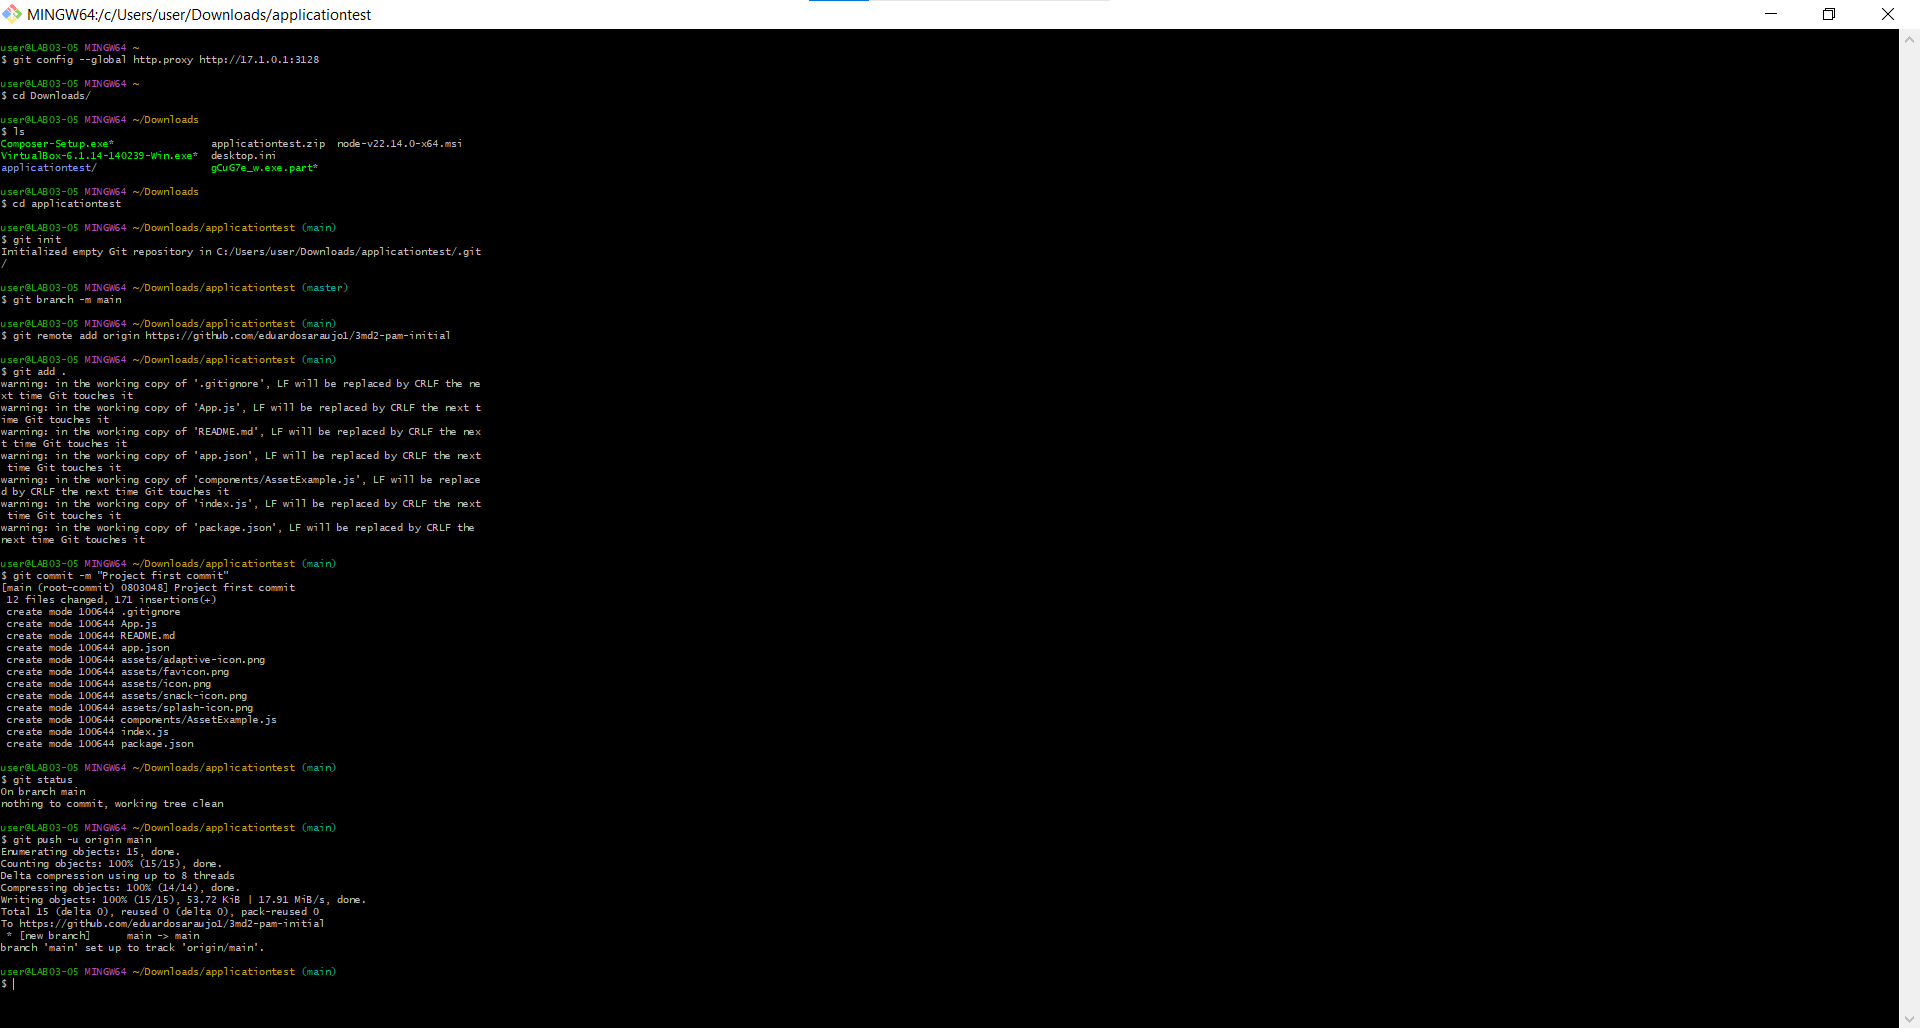 MINGW64:/c/Users/user/Downloads/applicationtest
user@LAB03-05 MINGW64 ~
$ git config --global http.proxy http://17.1.0.1:3128
user@LAB03-05 MINGW64 ~
$ cd Downloads/
user@LAB03-05 MINGW64 ~/Downloads
$ ls
Composer-Setup.exe* applicationtest.zip node-v22.14.0-x64.msi
VirtualBox-6.1.14-140239-Win.exe* desktop.ini
applicationtest/ gCuG7e_w.exe.part*
user@LAB03-05 MINGW64 ~/Downloads
$ cd applicationtest
user@LAB03-05 MINGW64 ~/Downloads/applicationtest (main)
$ git init
Initialized empty Git repository in C:/Users/user/Downloads/applicationtest/.git
/
user@LAB03-05 MINGW64 ~/Downloads/applicationtest (master)
$ git branch -m main
user@LAB03-05 MINGW64 ~/Downloads/applicationtest (main)
$ git remote add origin https://github.com/eduardosaraujo1/3md2-pam-initial
user@LAB03-05 MINGW64 ~/Downloads/applicationtest (main)
$ git add .
warning: in the working copy of '.gitignore', LF will be replaced by CRLF the ne
xt time Git touches it
warning: in the working copy of 'App.js', LF will be replaced by CRLF the next t
ime Git touches it
warning: in the working copy of 'README.md', LF will be replaced by CRLF the nex
t time Git touches it
warning: in the working copy of 'app.json', LF will be replaced by CRLF the next
 time Git touches it
warning: in the working copy of 'components/AssetExample.js', LF will be replace
d by CRLF the next time Git touches it
warning: in the working copy of 'index.js', LF will be replaced by CRLF the next
 time Git touches it
warning: in the working copy of 'package.json', LF will be replaced by CRLF the
next time Git touches it
user@LAB03-05 MINGW64 ~/Downloads/applicationtest (main)
$ git commit -m "Project first commit"
[main (root-commit) 0803048] Project first commit
 12 files changed, 171 insertions(+)
 create mode 100644 .gitignore
 create mode 100644 App.js
 create mode 100644 README.md
 create mode 100644 app.json
 create mode 100644 assets/adaptive-icon.png
 create mode 100644 assets/favicon.png
 create mode 100644 assets/icon.png
 create mode 100644 assets/snack-icon.png
 create mode 100644 assets/splash-icon.png
 create mode 100644 components/AssetExample.js
 create mode 100644 index.js
 create mode 100644 package.json
user@LAB03-05 MINGW64 ~/Downloads/applicationtest (main)
$ git status
On branch main
nothing to commit, working tree clean
user@LAB03-05 MINGW64 ~/Downloads/applicationtest (main)
$ git push -u origin main
Enumerating objects: 15, done.
Counting objects: 100% (15/15), done.
Delta compression using up to 8 threads
Compressing objects: 100% (14/14), done.
Writing objects: 100% (15/15), 53.72 KiB | 17.91 MiB/s, done.
Total 15 (delta 0), reused 0 (delta 0), pack-reused 0
To https://github.com/eduardosaraujo1/3md2-pam-initial
 * [new branch] main -> main
branch 'main' set up to track 'origin/main'.
user@LAB03-05 MINGW64 ~/Downloads/applicationtest (main)
$